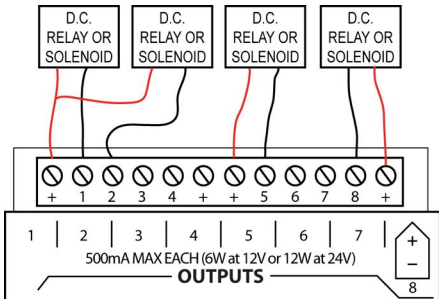 D.C. RELAY OR SOLENOID
D.C. RELAY OR SOLENOID
D.C. RELAY OR SOLENOID
D.C. RELAY OR SOLENOID
+ 1 2 3 4 + + 5 6 7 8 +
1 2 3 4 5 6 7
+
−
8
500mA MAX EACH (6W at 12V or 12W at 24V)
OUTPUTS